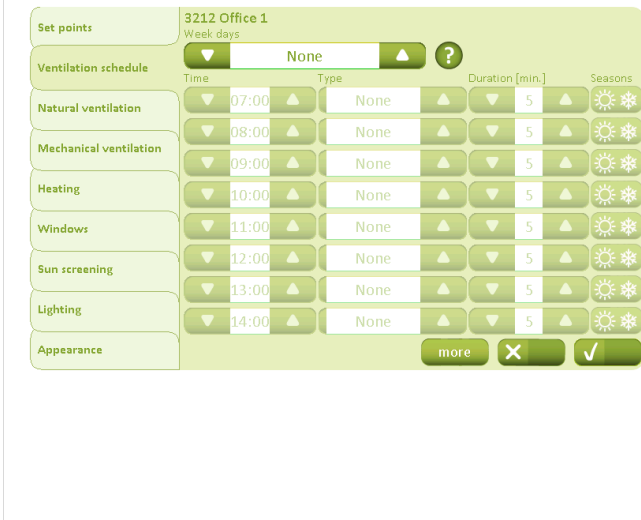 3212 Office 1
Set points
Ventilation schedule
Natural ventilation
Mechanical ventilation
Heating
Windows
Sun screening
Lighting
Appearance
Week days
None ?
Time Type Duration [min.] Seasons
07:00 None 5
08:00 None 5
09:00 None 5
10:00 None 5
11:00 None 5
12:00 None 5
13:00 None 5
14:00 None 5
more